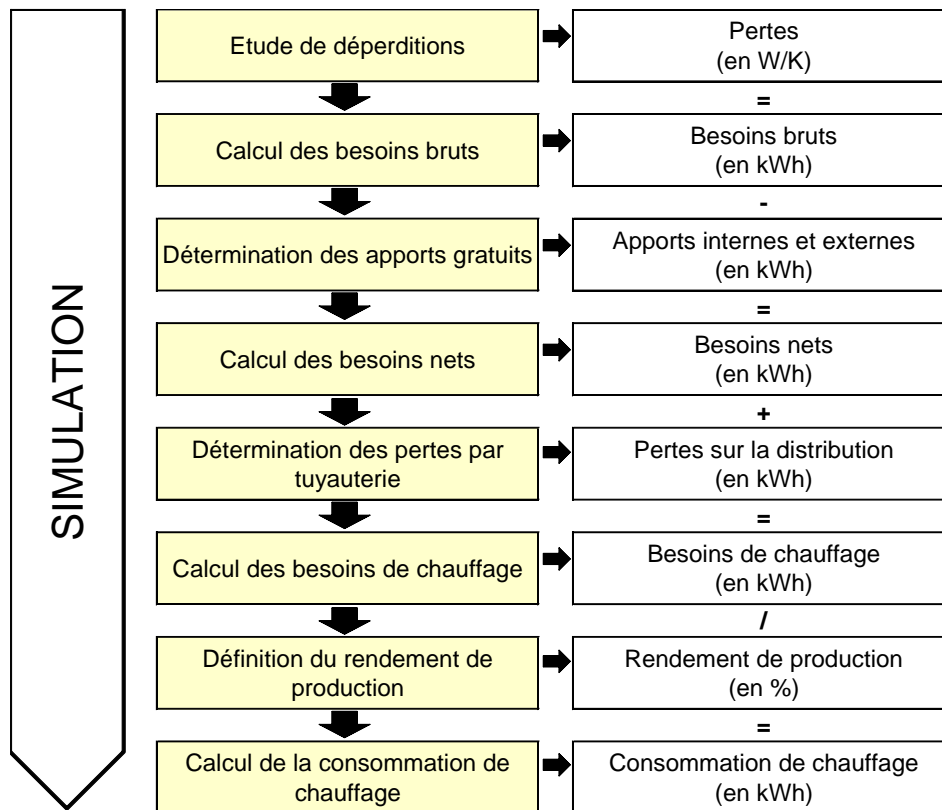 SIMULATION
Etude de déperditions
Pertes
(en W/K)
=
Calcul des besoins bruts
Besoins bruts
(en kWh)
-
Détermination des apports gratuits
Apports internes et externes
(en kWh)
=
Calcul des besoins nets
Besoins nets
(en kWh)
+
Détermination des pertes par
tuyauterie
Pertes sur la distribution
(en kWh)
=
Calcul des besoins de chauffage
Besoins de chauffage
(en kWh)
/
Définition du rendement de
production
Rendement de production
(en %)
=
Calcul de la consommation de
chauffage
Consommation de chauffage
(en kWh)